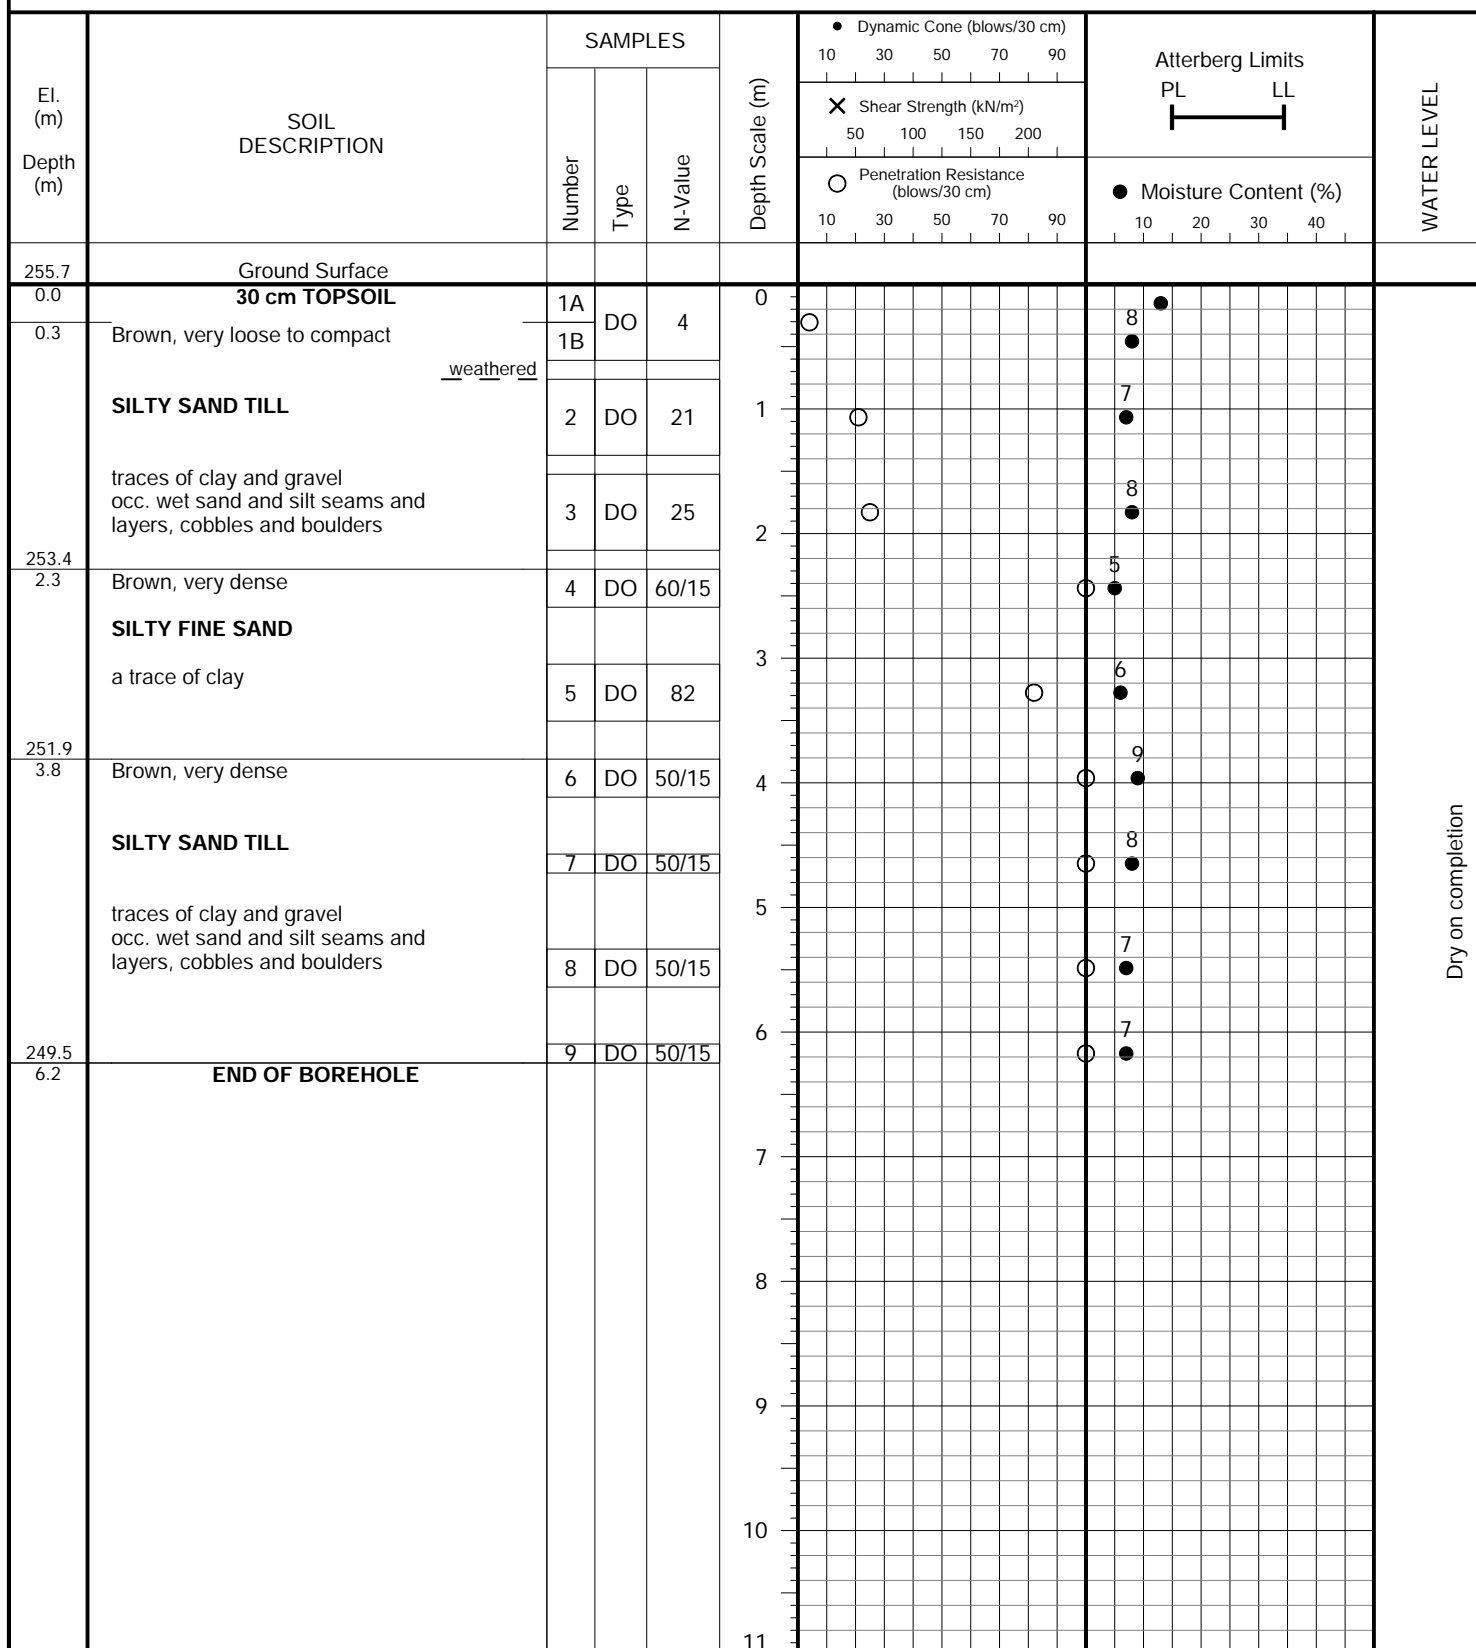 El.
(m)
Depth
(m)
SOIL
DESCRIPTION
SAMPLES
Number
Type
N-Value
Depth Scale (m)
Dynamic Cone (blows/30 cm)
10 30 50 70 90
Shear Strength (kN/m²)
50 100 150 200
Penetration Resistance
(blows/30 cm)
10 30 50 70 90
Atterberg Limits
PL LL
Moisture Content (%)
10 20 30 40
WATER LEVEL
255.7 Ground Surface
0.0 30 cm TOPSOIL 1A 0
DO 4 8
0.3 Brown, very loose to compact 1B
weathered
SILTY SAND TILL 7
2 DO 21 1
traces of clay and gravel 8
occ. wet sand and silt seams and
layers, cobbles and boulders 3 DO 25
2
253.4 5
2.3 Brown, very dense 4 DO 60/15
SILTY FINE SAND
3
a trace of clay 6
5 DO 82
251.9 9
3.8 Brown, very dense 6 DO 50/15 4
SILTY SAND TILL 8
7 DO 50/15
traces of clay and gravel 5
occ. wet sand and silt seams and 7
layers, cobbles and boulders 8 DO 50/15
6 7
249.5 9 DO 50/15
6.2 END OF BOREHOLE
7
8
9
10
11
Dry on completion